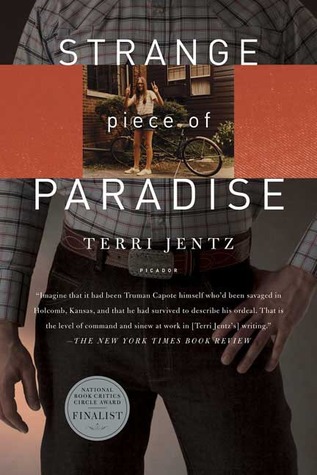 STRANGE
piece of
PARADISE
TERRI JENTZ
PICADOR
“Imagine that it had been Truman Capote himself who'd been savaged in
Holcomb, Kansas, and that he had survived to describe his ordeal. That is
the level of command and sinew at work in [Terri Jentz's] writing.”
—THE NEW YORK TIMES BOOK REVIEW
NATIONAL
BOOK CRITICS
CIRCLE AWARD
FINALIST